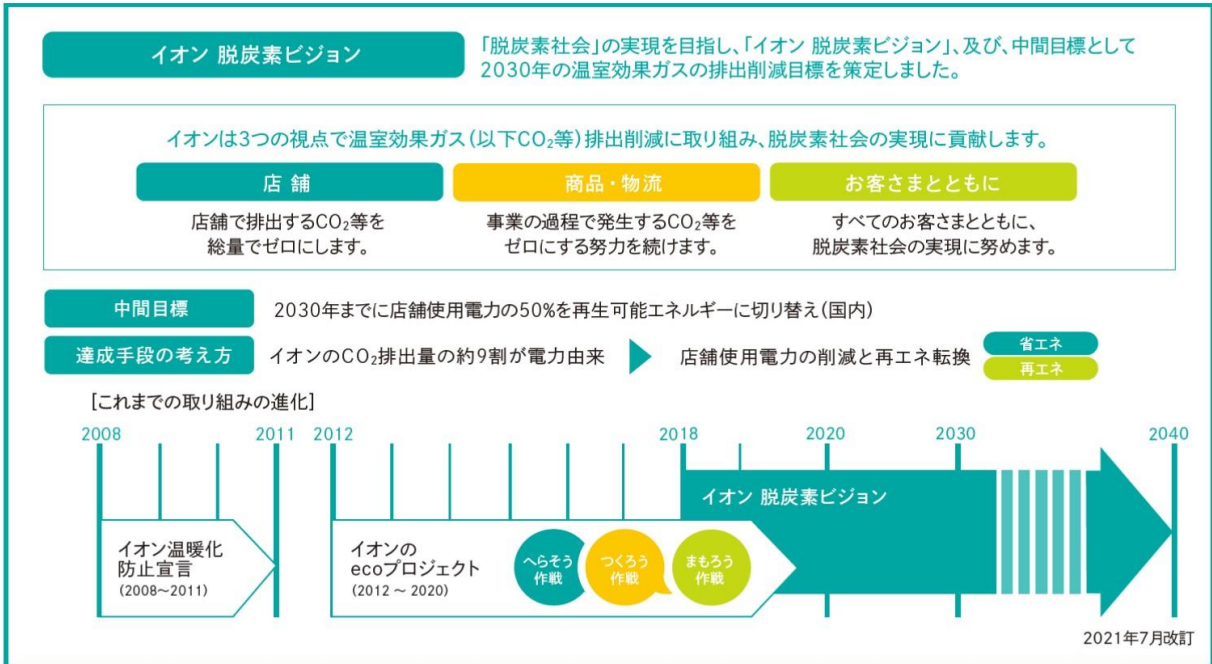 イオン 脱炭素ビジョン
「脱炭素社会」の実現を目指し、「イオン 脱炭素ビジョン」、及び、中間目標として
2030年の温室効果ガスの排出削減目標を策定しました。
イオンは3つの視点で温室効果ガス(以下CO₂等)排出削減に取り組み、脱炭素社会の実現に貢献します。
店 舗
店舗で排出するCO₂等を
総量でゼロにします。
商品・物流
事業の過程で発生するCO₂等を
ゼロにする努力を続けます。
お客さまとともに
すべてのお客さまとともに、
脱炭素社会の実現に努めます。
中間目標
2030年までに店舗使用電力の50%を再生可能エネルギーに切り替え(国内)
達成手段の考え方
イオンのCO₂排出量の約9割が電力由来
店舗使用電力の削減と再エネ転換
省エネ
再エネ
[これまでの取り組みの進化]
2008
2011
2012
2018
2020
2030
2040
イオン 脱炭素ビジョン
イオン温暖化
防止宣言
(2008〜2011)
イオンの
ecoプロジェクト
(2012 〜 2020)
へらそう
作戦
つくろう
作戦
まもろう
作戦
2021年7月改訂